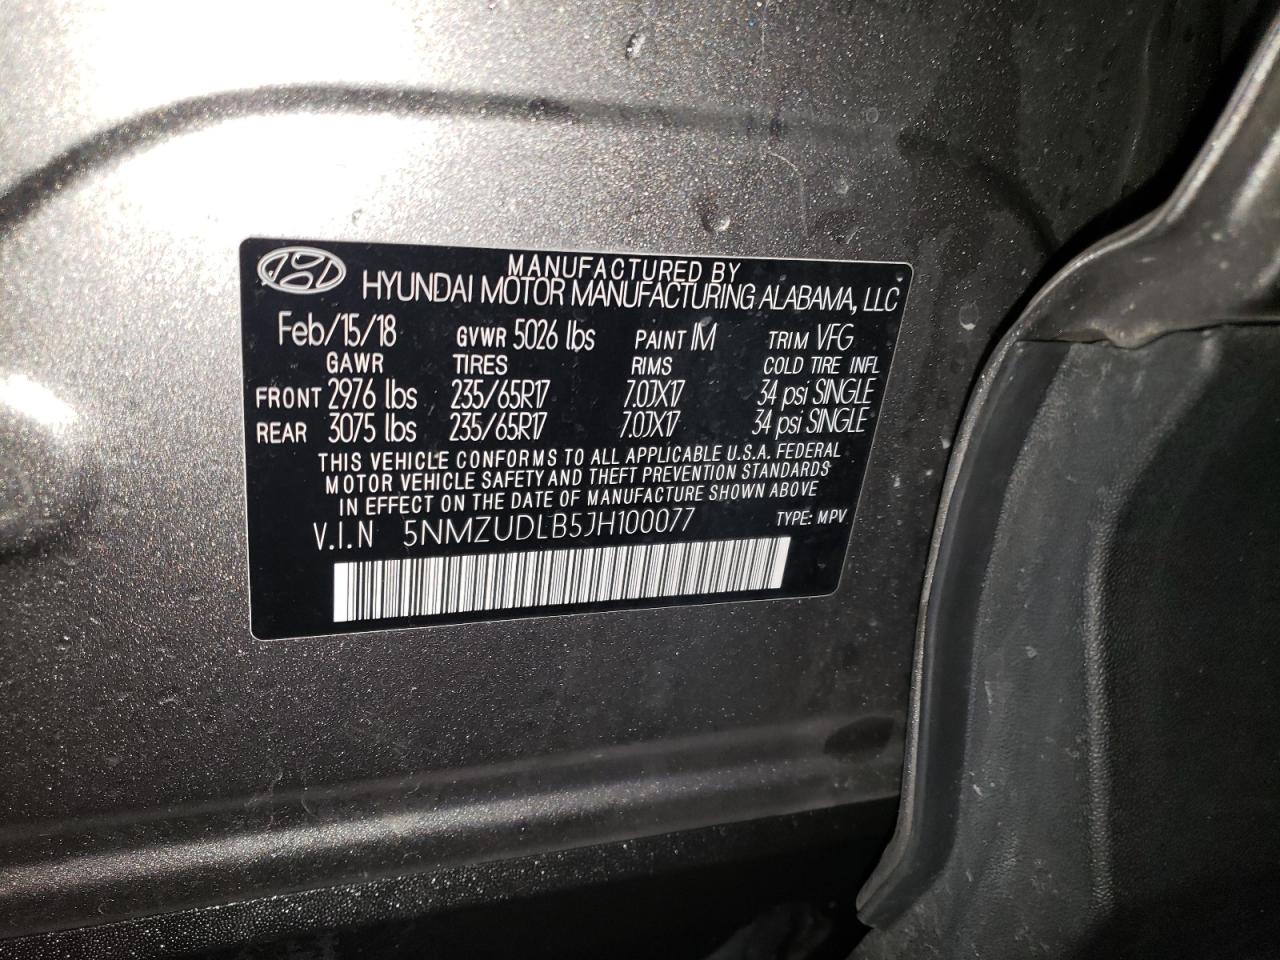 MANUFACTURED BY
HYUNDAI MOTOR MANUFACTURING ALABAMA, LLC
Feb/15/18 GVWR 5026 lbs PAINT IM TRIM VFG
GAWR TIRES RIMS COLD TIRE INFL
FRONT 2976 lbs 235/65R17 7.0JX17 34 psi SINGLE
REAR 3075 lbs 235/65R17 7.0JX17 34 psi SINGLE
THIS VEHICLE CONFORMS TO ALL APPLICABLE U.S.A. FEDERAL
MOTOR VEHICLE SAFETY AND THEFT PREVENTION STANDARDS
IN EFFECT ON THE DATE OF MANUFACTURE SHOWN ABOVE
V.I.N 5NMZUDLB5JH100077 TYPE: MPV